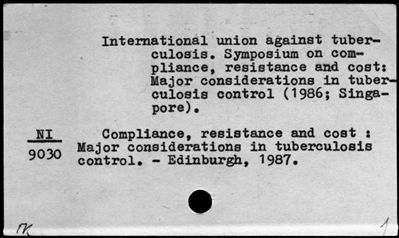 International union against tuber-
culosis. Symposium on com-
pliance, resistance and cost:
Major considerations in tuber-
culosis control (1986; Singa-
pore).
NI
9030
Compliance, resistance and cost :
Major considerations in tuberculosis
control. - Edinburgh, 1987.